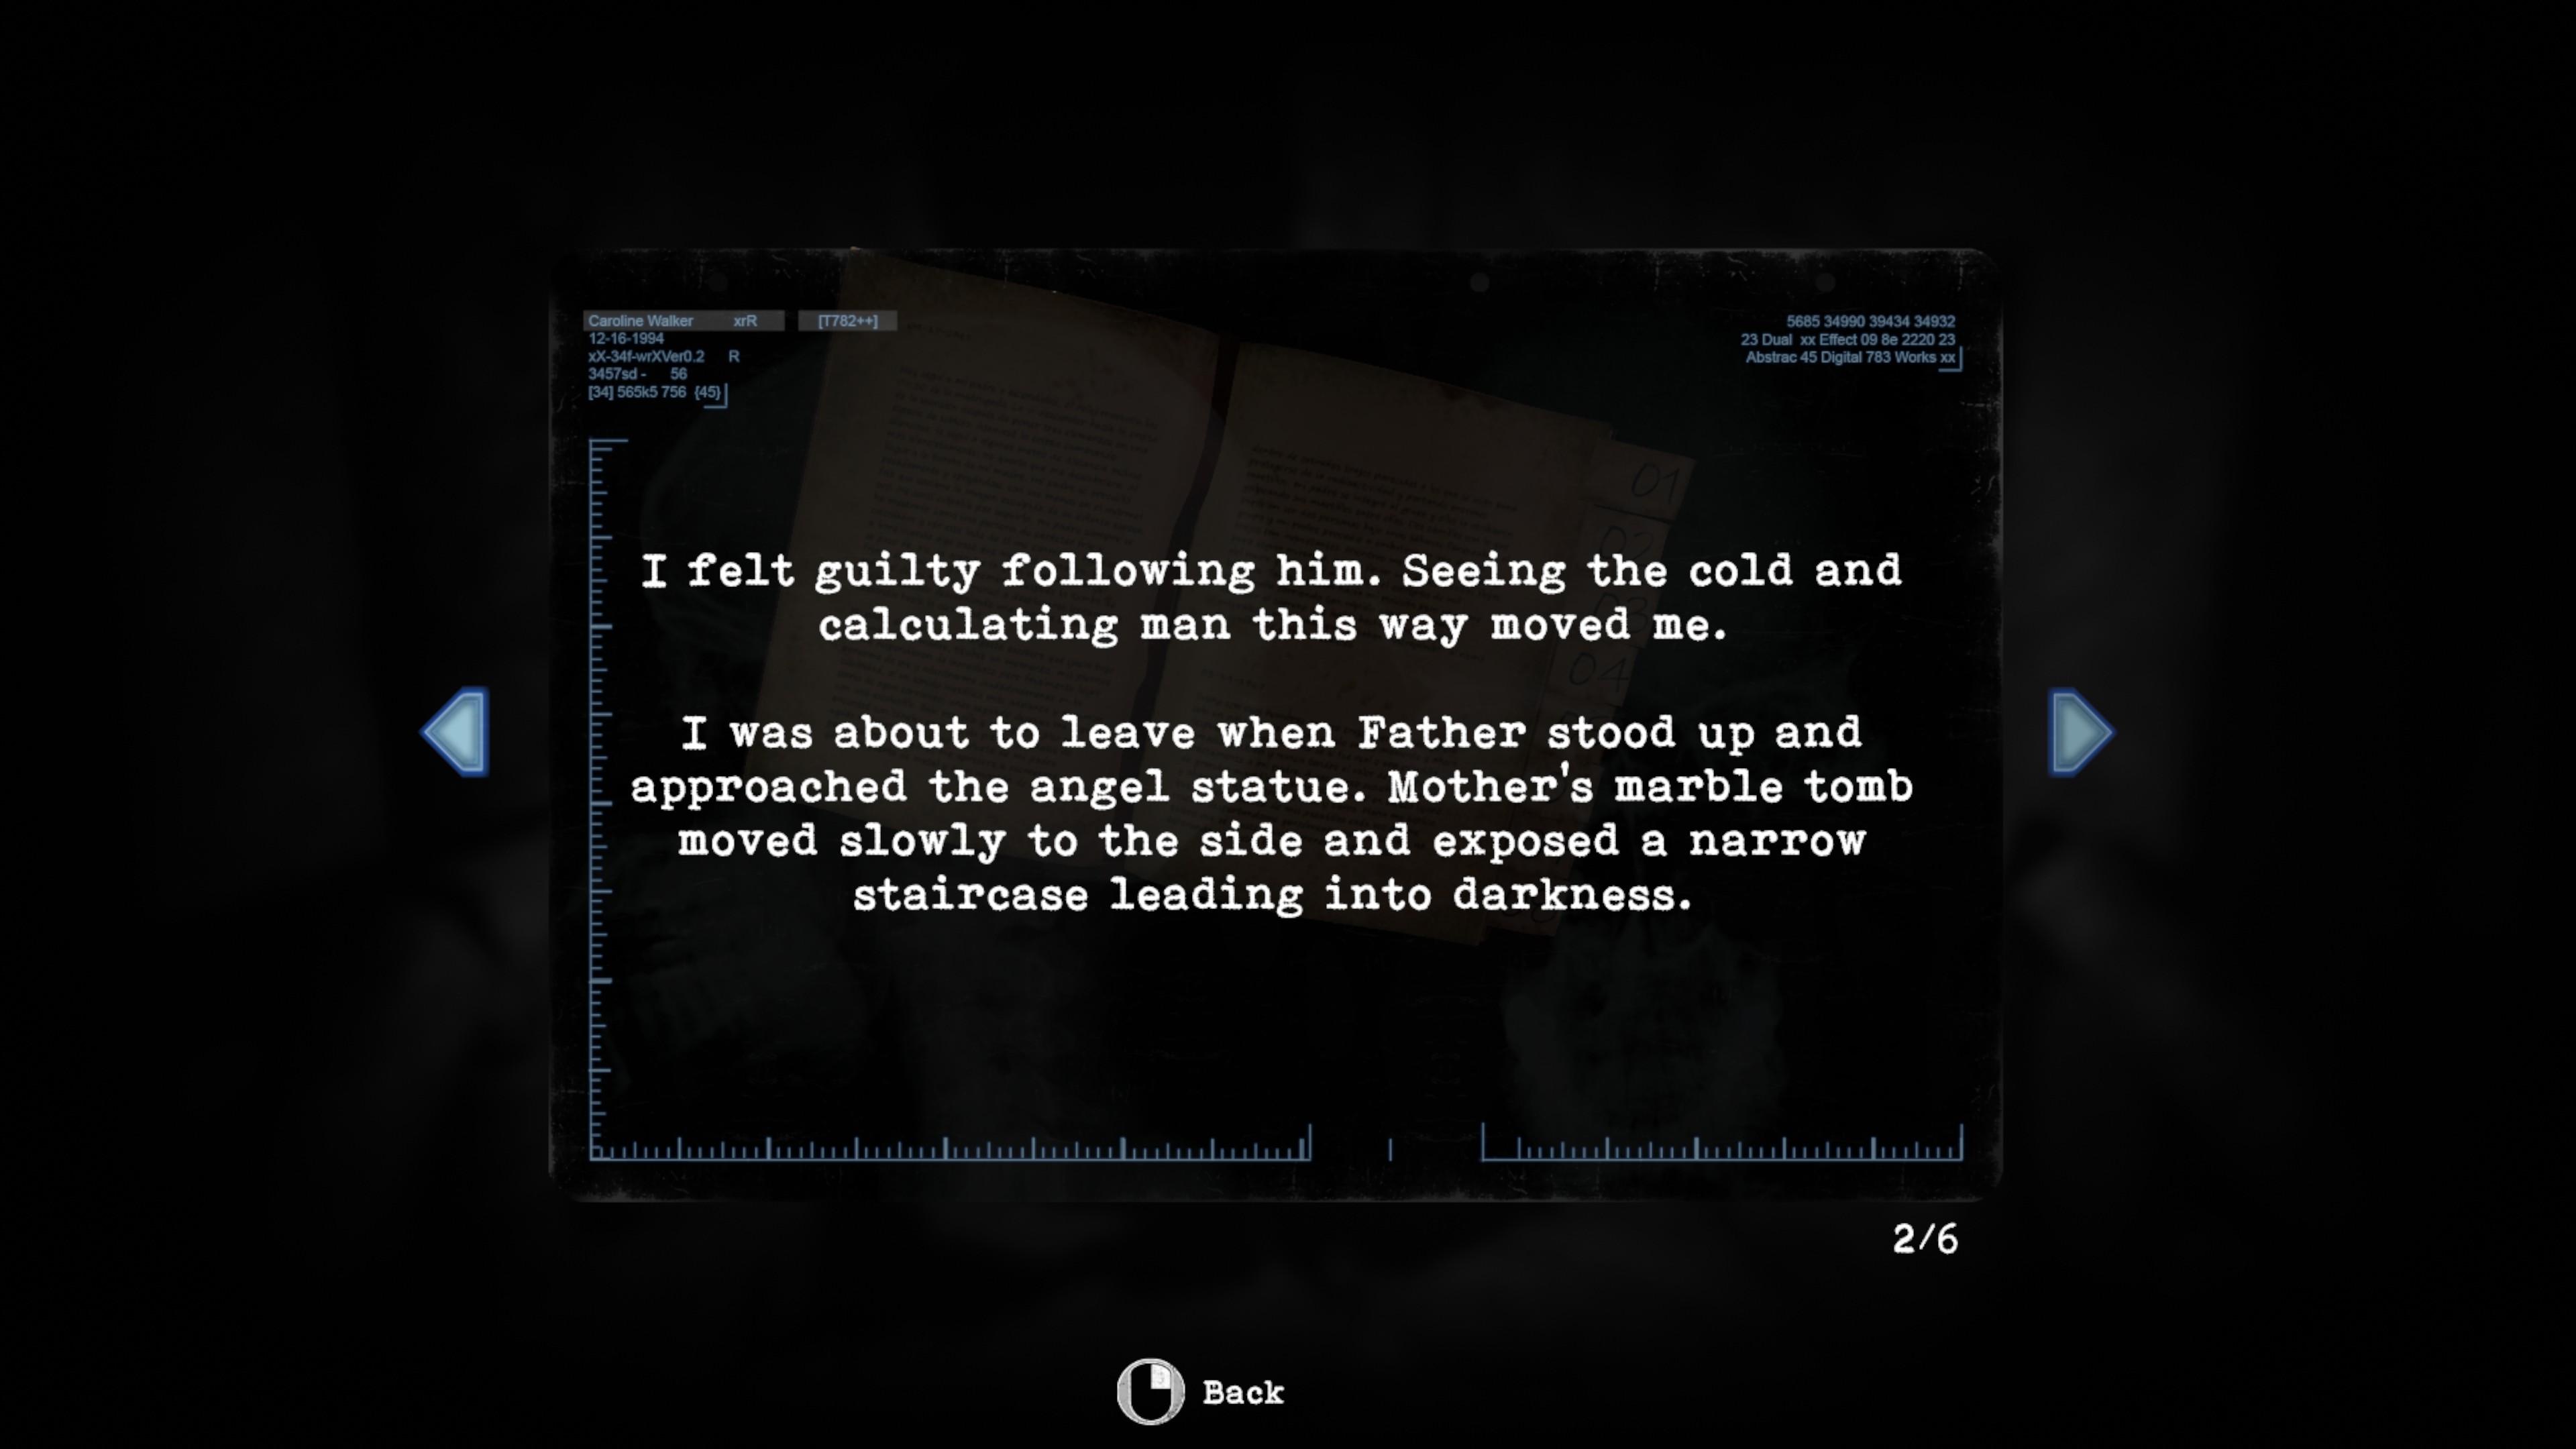 Caroline Walker xrR [T782++]
12-16-1994
xX-34f-wrXVer0.2 R
3457sd - 56
[34] 565k5 756 {45}
5685 34990 39434 34932
23 Dual xx Effect 09 8e 2220 23
Abstrac 45 Digital 783 Works xx
01
04
I felt guilty following him. Seeing the cold and
calculating man this way moved me.
I was about to leave when Father stood up and
approached the angel statue. Mother's marble tomb
moved slowly to the side and exposed a narrow
staircase leading into darkness.
2/6
Back